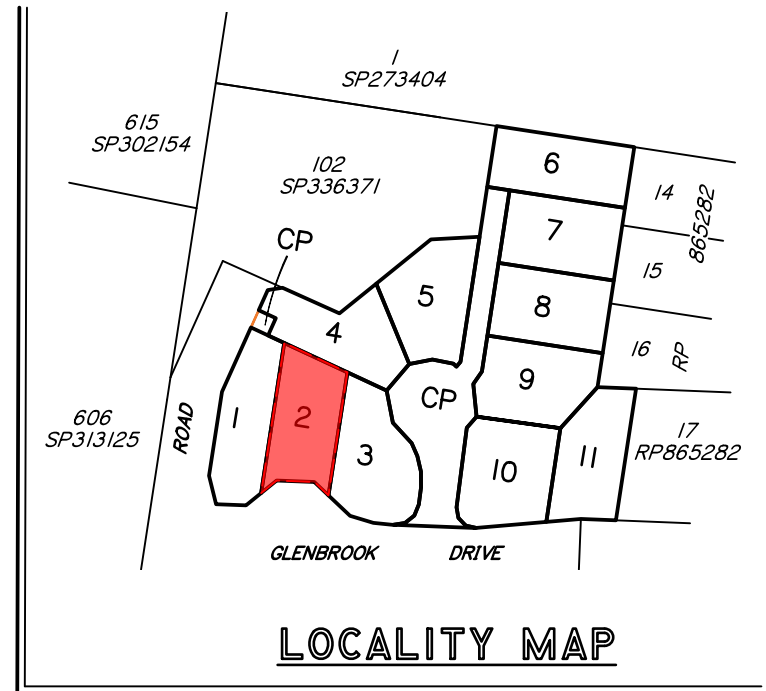 1
SP273404
615
SP302154
102
SP336371
6
14
865282
7
CP
15
5
8
4
16
RP
9
CP
606
SP313125
ROAD
1
2
3
10
11
17
RP865282
GLENBROOK DRIVE
LOCALITY MAP